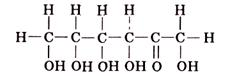 H H H H H
H—C—C—C—C—C—C—H
OH OH OH OH O OH